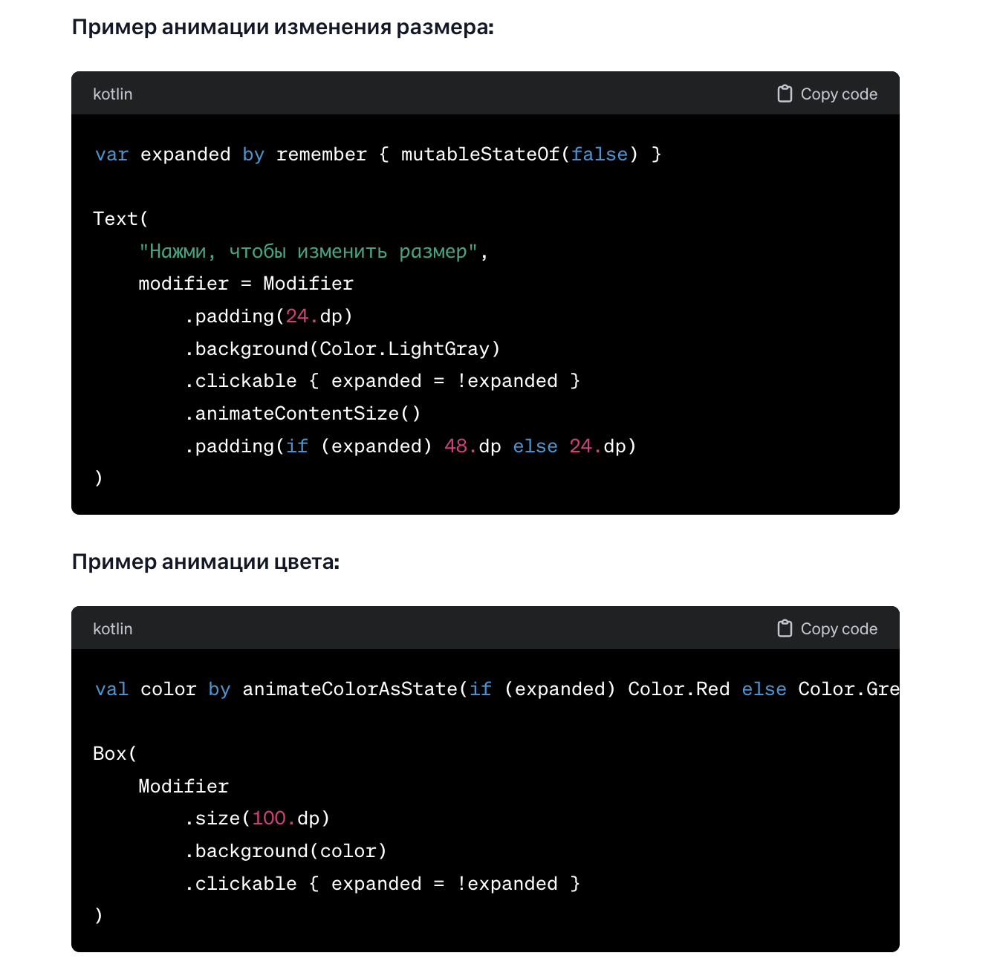 Пример анимации изменения размера:
kotlin
Copy code
var expanded by remember { mutableStateOf(false) }
Text(
"Нажми, чтобы изменить размер",
modifier = Modifier
.padding(24.dp)
.background(Color.LightGray)
.clickable { expanded = !expanded }
.animateContentSize()
.padding(if (expanded) 48.dp else 24.dp)
)
Пример анимации цвета:
kotlin
Copy code
val color by animateColorAsState(if (expanded) Color.Red else Color.Gre
Box(
Modifier
.size(100.dp)
.background(color)
.clickable { expanded = !expanded }
)